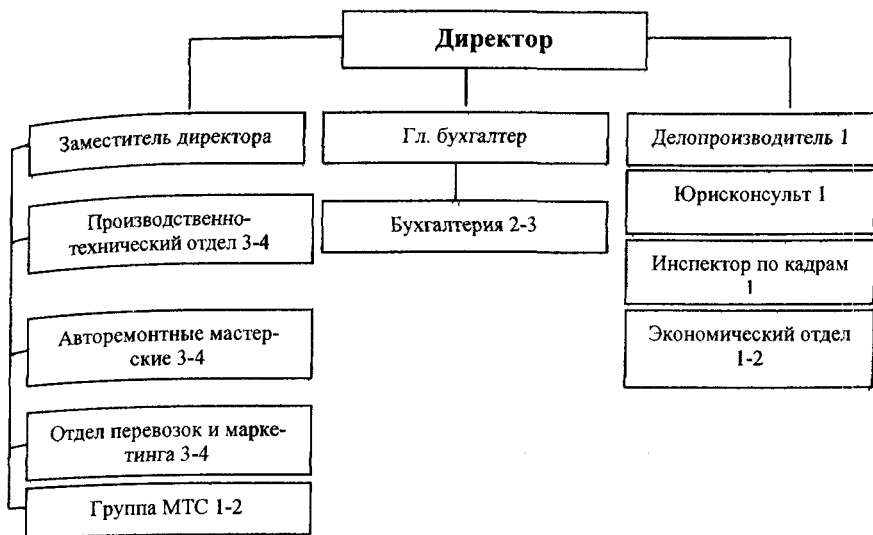 Директор
Заместитель директора
Производственно-
технический отдел 3-4
Авторемонтные мастер-
ские 3-4
Отдел перевозок и марке-
тинга 3-4
Группа МТС 1-2
Гл. бухгалтер
Бухгалтерия 2-3
Делопроизводитель 1
Юрисконсульт 1
Инспектор по кадрам
1
Экономический отдел
1-2